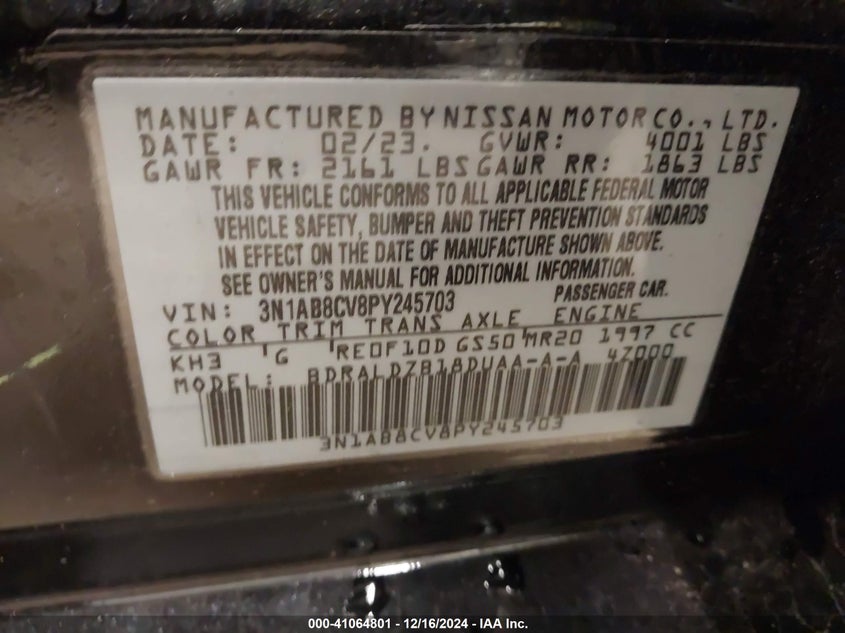 MANUFACTURED BY NISSAN MOTOR CO., LTD.
DATE: 02/23. GVWR: 4001 LBS
GAWR FR: 2161 LBS GAWR RR: 1863 LBS
THIS VEHICLE CONFORMS TO ALL APPLICABLE FEDERAL MOTOR
VEHICLE SAFETY, BUMPER AND THEFT PREVENTION STANDARDS
IN EFFECT ON THE DATE OF MANUFACTURE SHOWN ABOVE.
SEE OWNER'S MANUAL FOR ADDITIONAL INFORMATION.
VIN: 3N1AB8CV8PY245703 PASSENGER CAR.
COLOR TRIM TRANS AXLE ENGINE
KH3 G RE0F10D GS50 MR20 1997 CC
MODEL: BDRALDZB18DUAA-A-A 4Z000
3N1AB8CV8PY245703
000-41064801 - 12/16/2024 - IAA Inc.